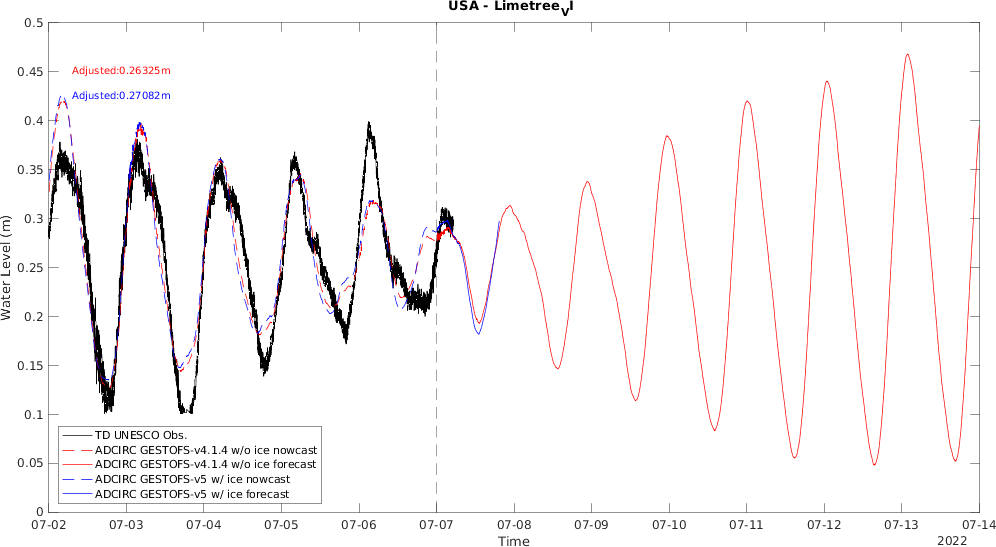 USA - Limetree_VI
0.5
0.45
0.4
0.35
0.3
0.25
0.2
0.15
0.1
0.05
0
Water Level (m)
Adjusted:0.26325m
Adjusted:0.27082m
TD UNESCO Obs.
ADCIRC GESTOFS-v4.1.4 w/o ice nowcast
ADCIRC GESTOFS-v4.1.4 w/o ice forecast
ADCIRC GESTOFS-v5 w/ ice nowcast
ADCIRC GESTOFS-v5 w/ ice forecast
07-02 07-03 07-04 07-05 07-06 07-07 07-08 07-09 07-10 07-11 07-12 07-13 07-14
Time
2022